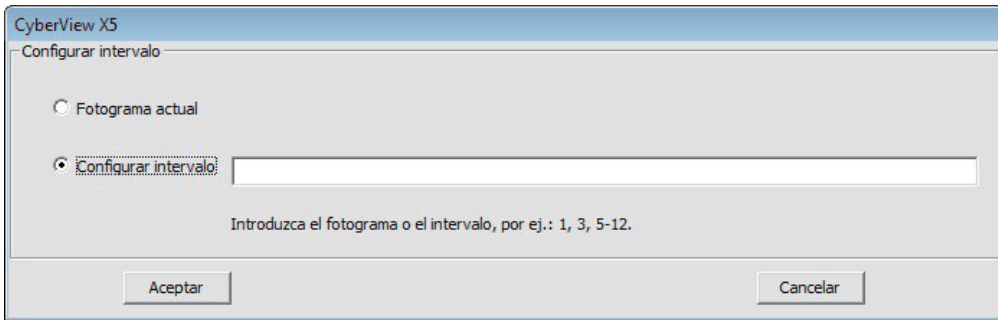 CyberView X5
Configurar intervalo
Fotograma actual
Configurar intervalo
Introduzca el fotograma o el intervalo, por ej.: 1, 3, 5-12.
Aceptar Cancelar